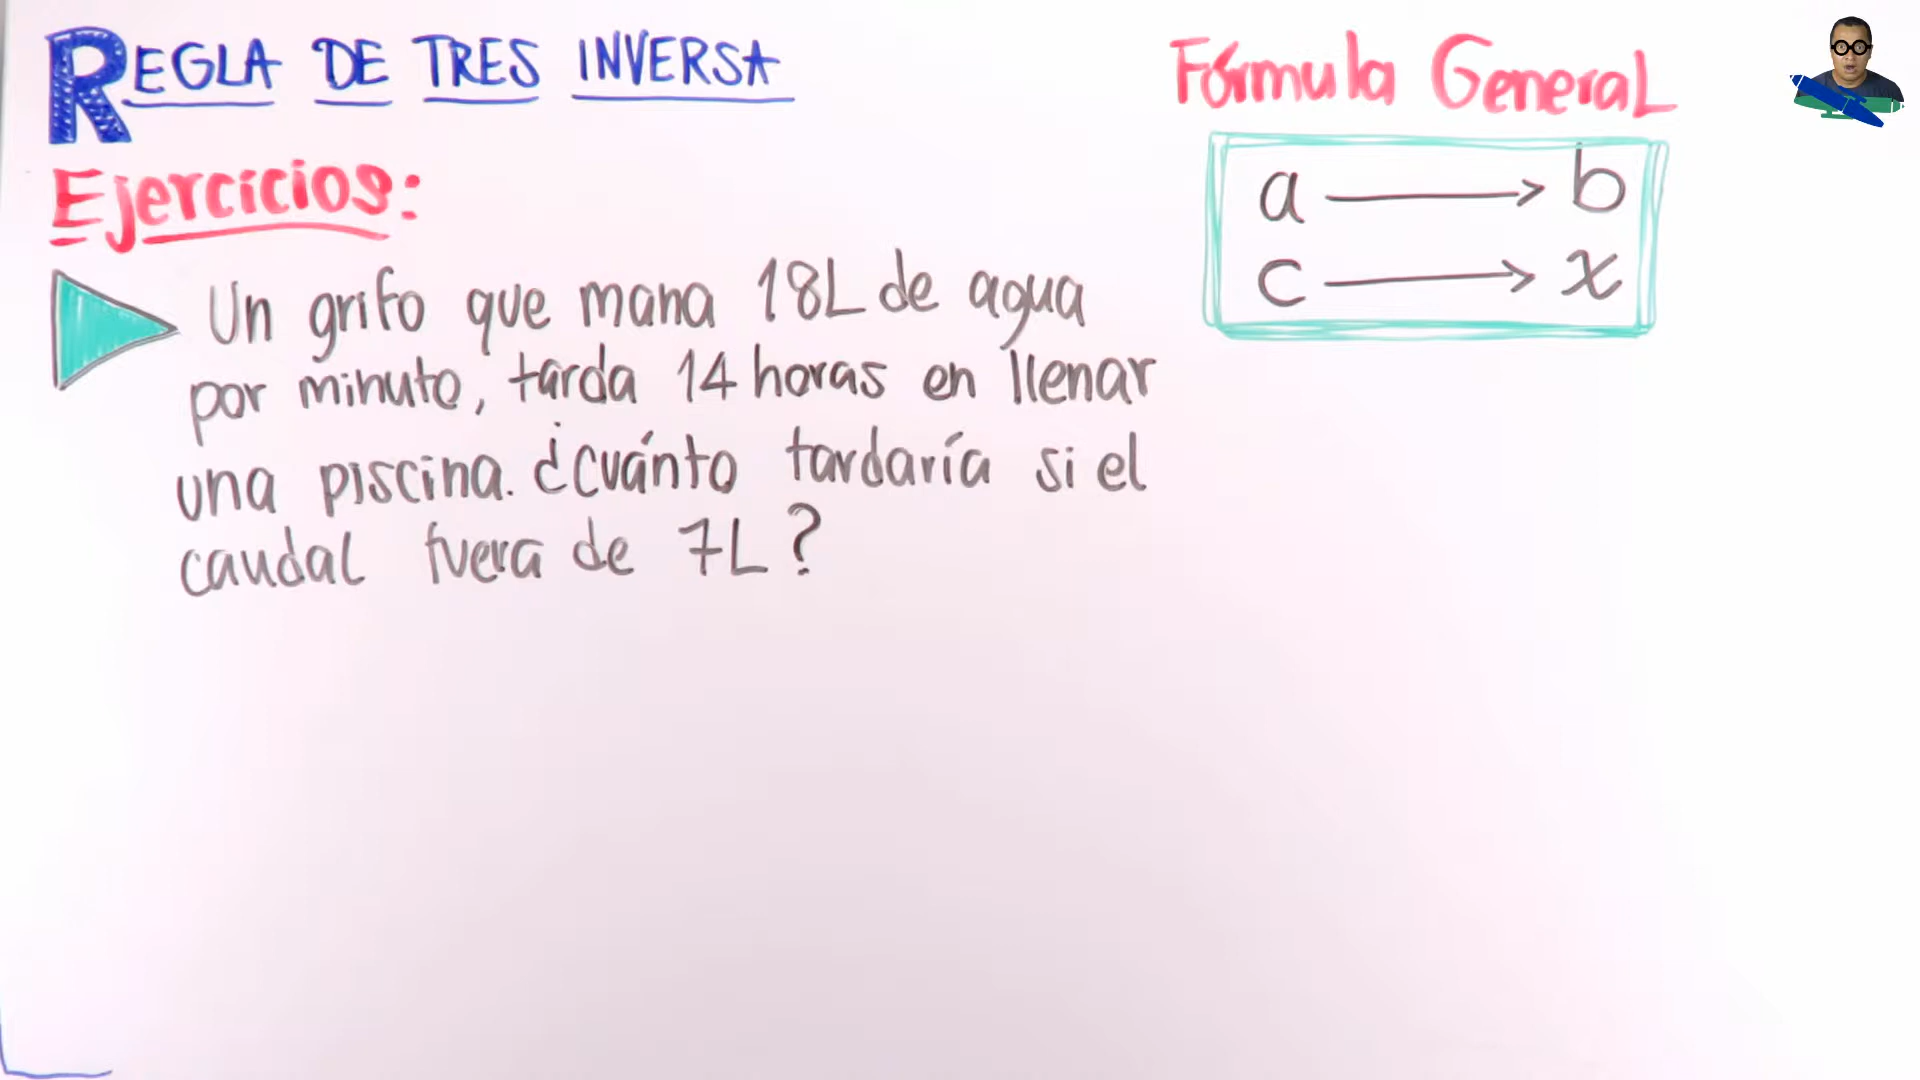 REGLA DE TRES INVERSA
Fórmula General
a → b
c → x
Ejercicios:
Un grifo que mana 18L de agua
por minuto, tarda 14 horas en llenar
una piscina. ¿Cuánto tardaría si el
caudal fuera de 7L?